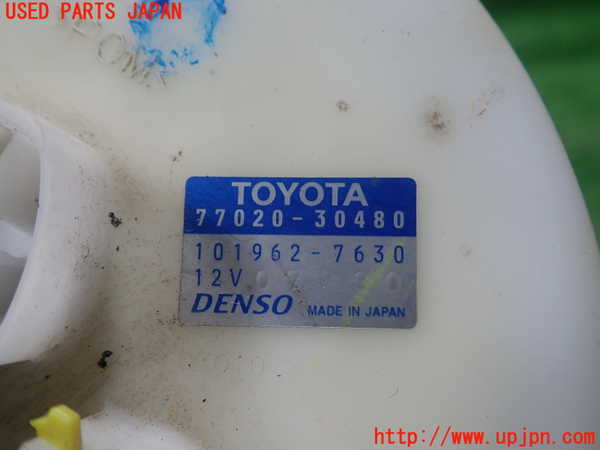 USED PARTS JAPAN
TOYOTA
77020-30480
101962-7630
12V
DENSO MADE IN JAPAN
http://www.upjpn.com/